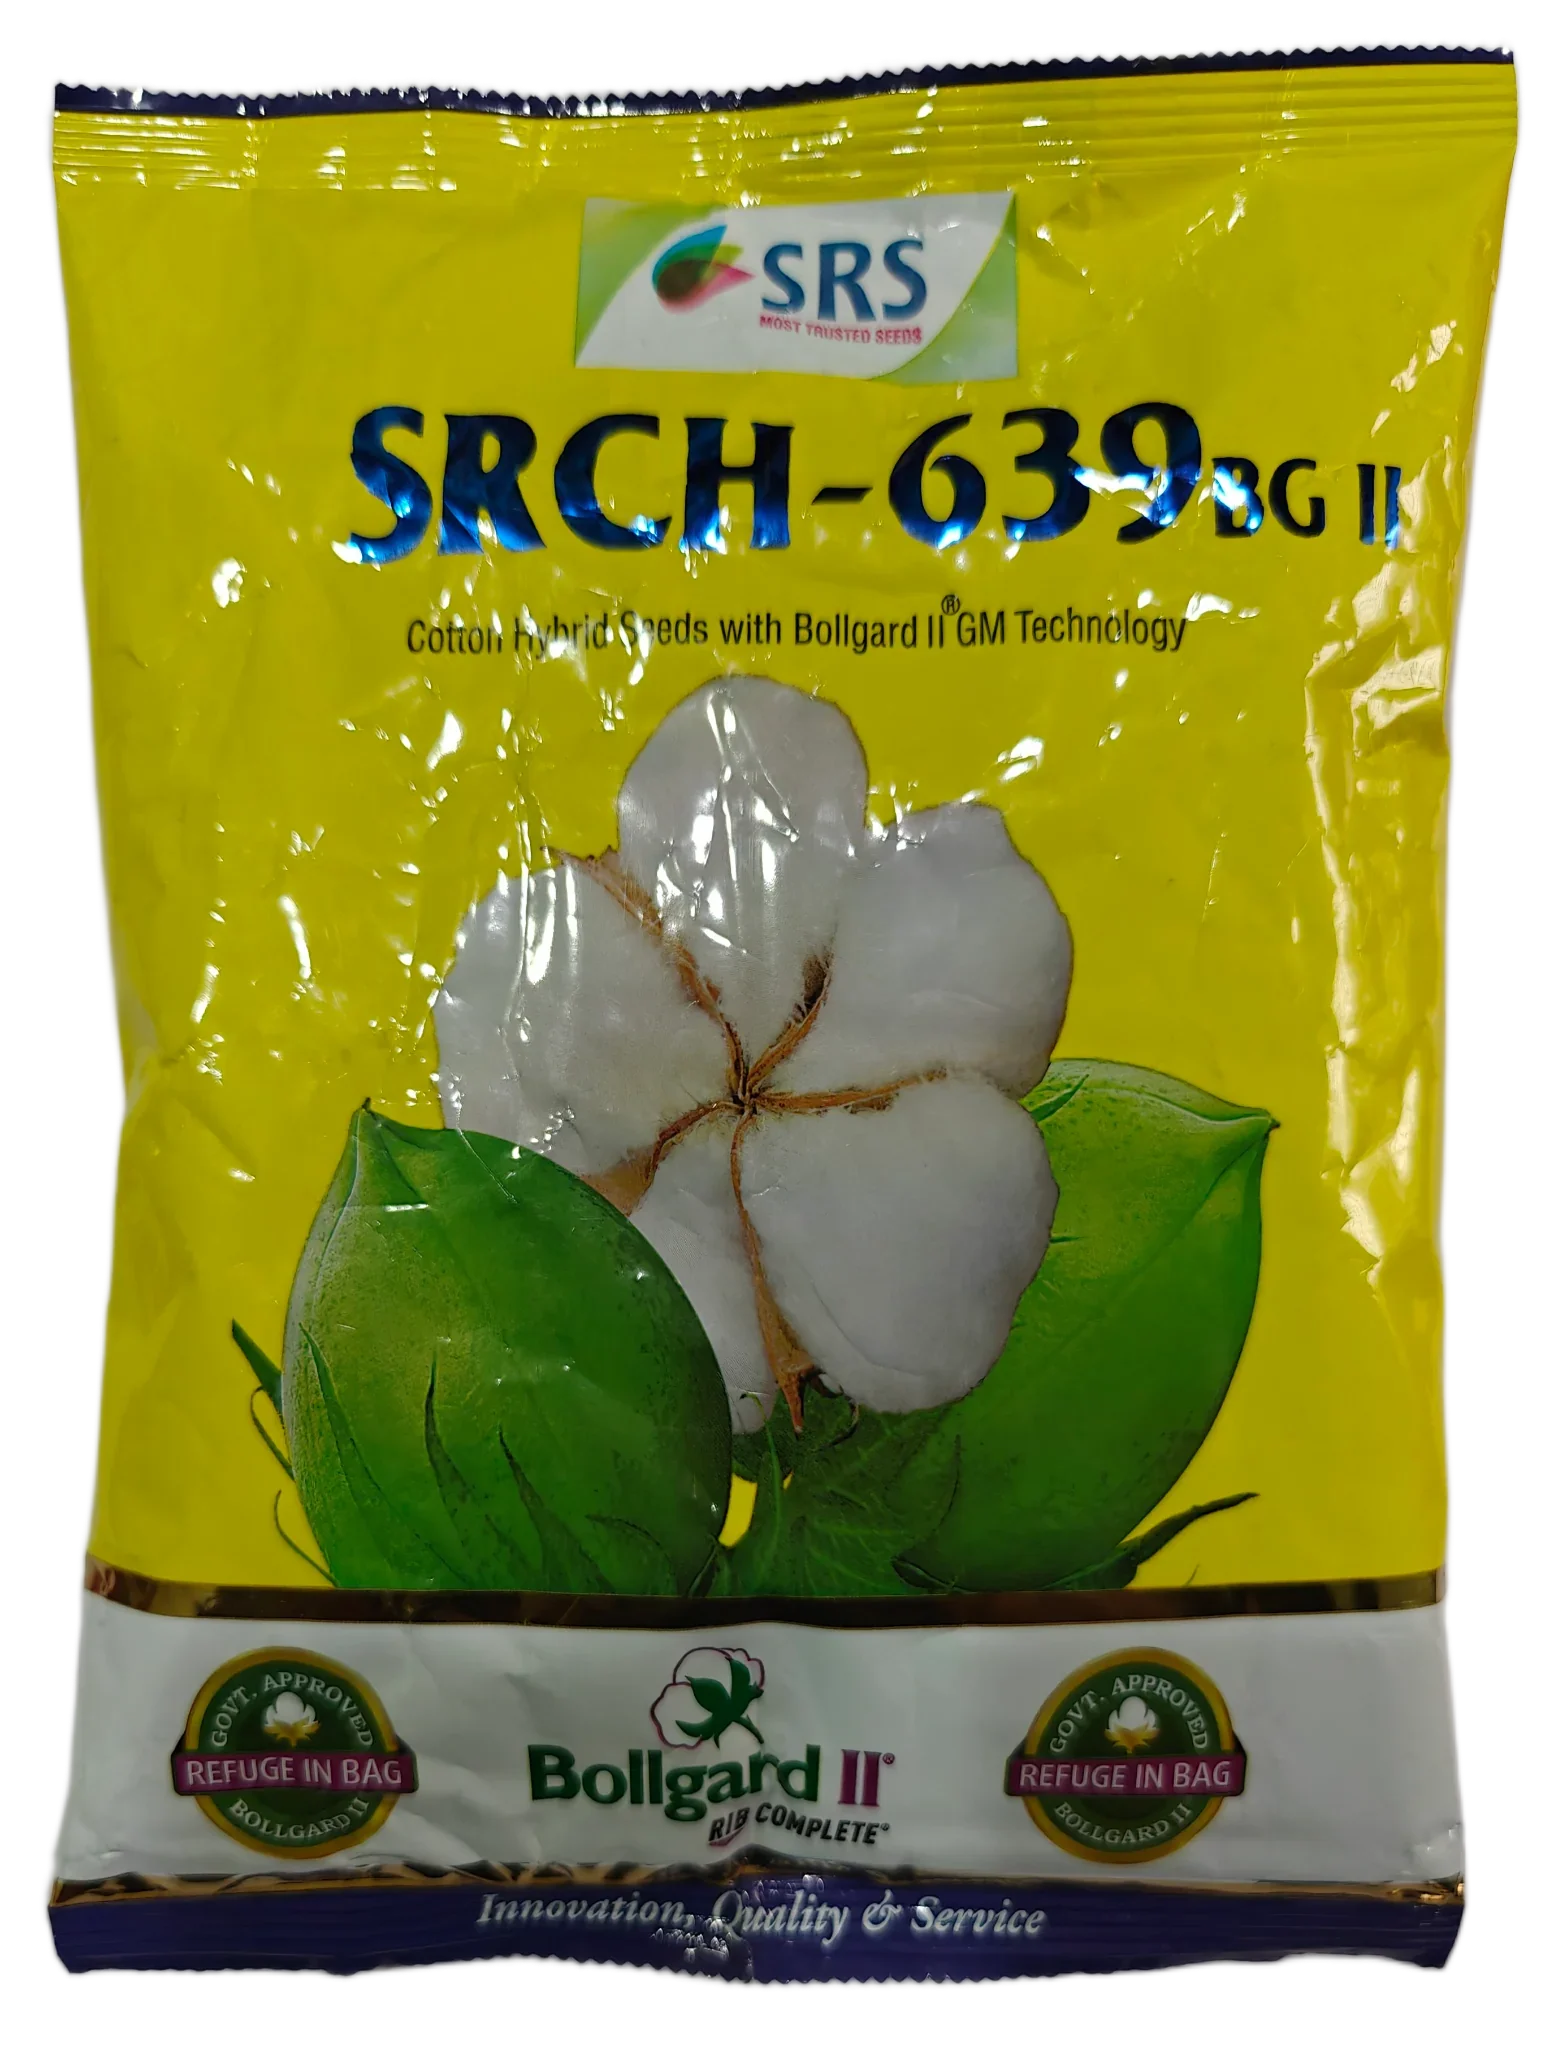 SRS
MOST TRUSTED SEEDS
SRCH-639 BG II
Cotton Hybrid Seeds with Bollgard II® GM Technology
GOVT. APPROVED
REFUGE IN BAG
BOLLGARD II
Bollgard II®
RIB COMPLETE®
GOVT. APPROVED
REFUGE IN BAG
BOLLGARD II
Innovation, Quality & Service